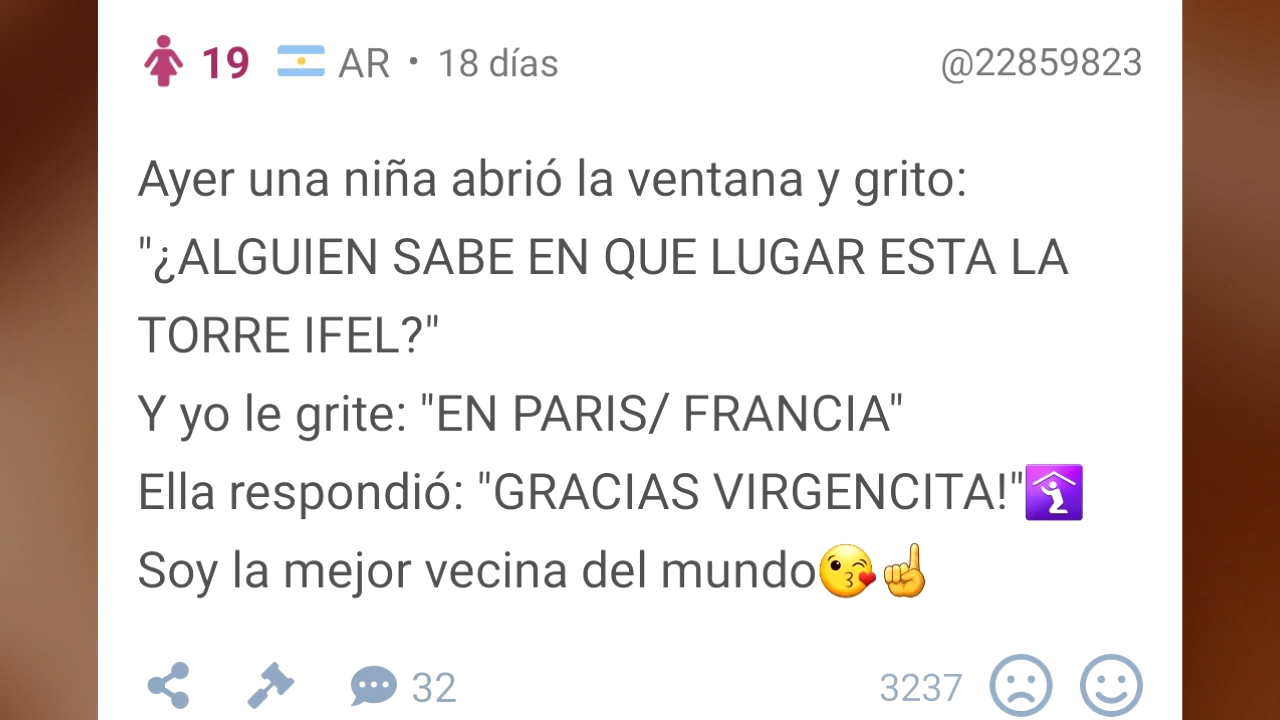 19 AR • 18 días @22859823
Ayer una niña abrió la ventana y grito:
"¿ALGUIEN SABE EN QUE LUGAR ESTA LA
TORRE IFEL?"
Y yo le grite: "EN PARIS/ FRANCIA"
Ella respondió: "GRACIAS VIRGENCITA!"🛐
Soy la mejor vecina del mundo😘☝
32 3237